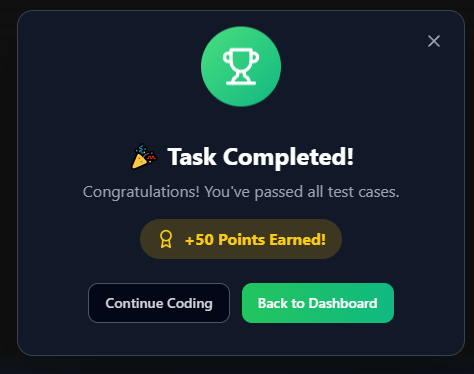 🎉 Task Completed!
Congratulations! You've passed all test cases.
+50 Points Earned!
Continue Coding
Back to Dashboard